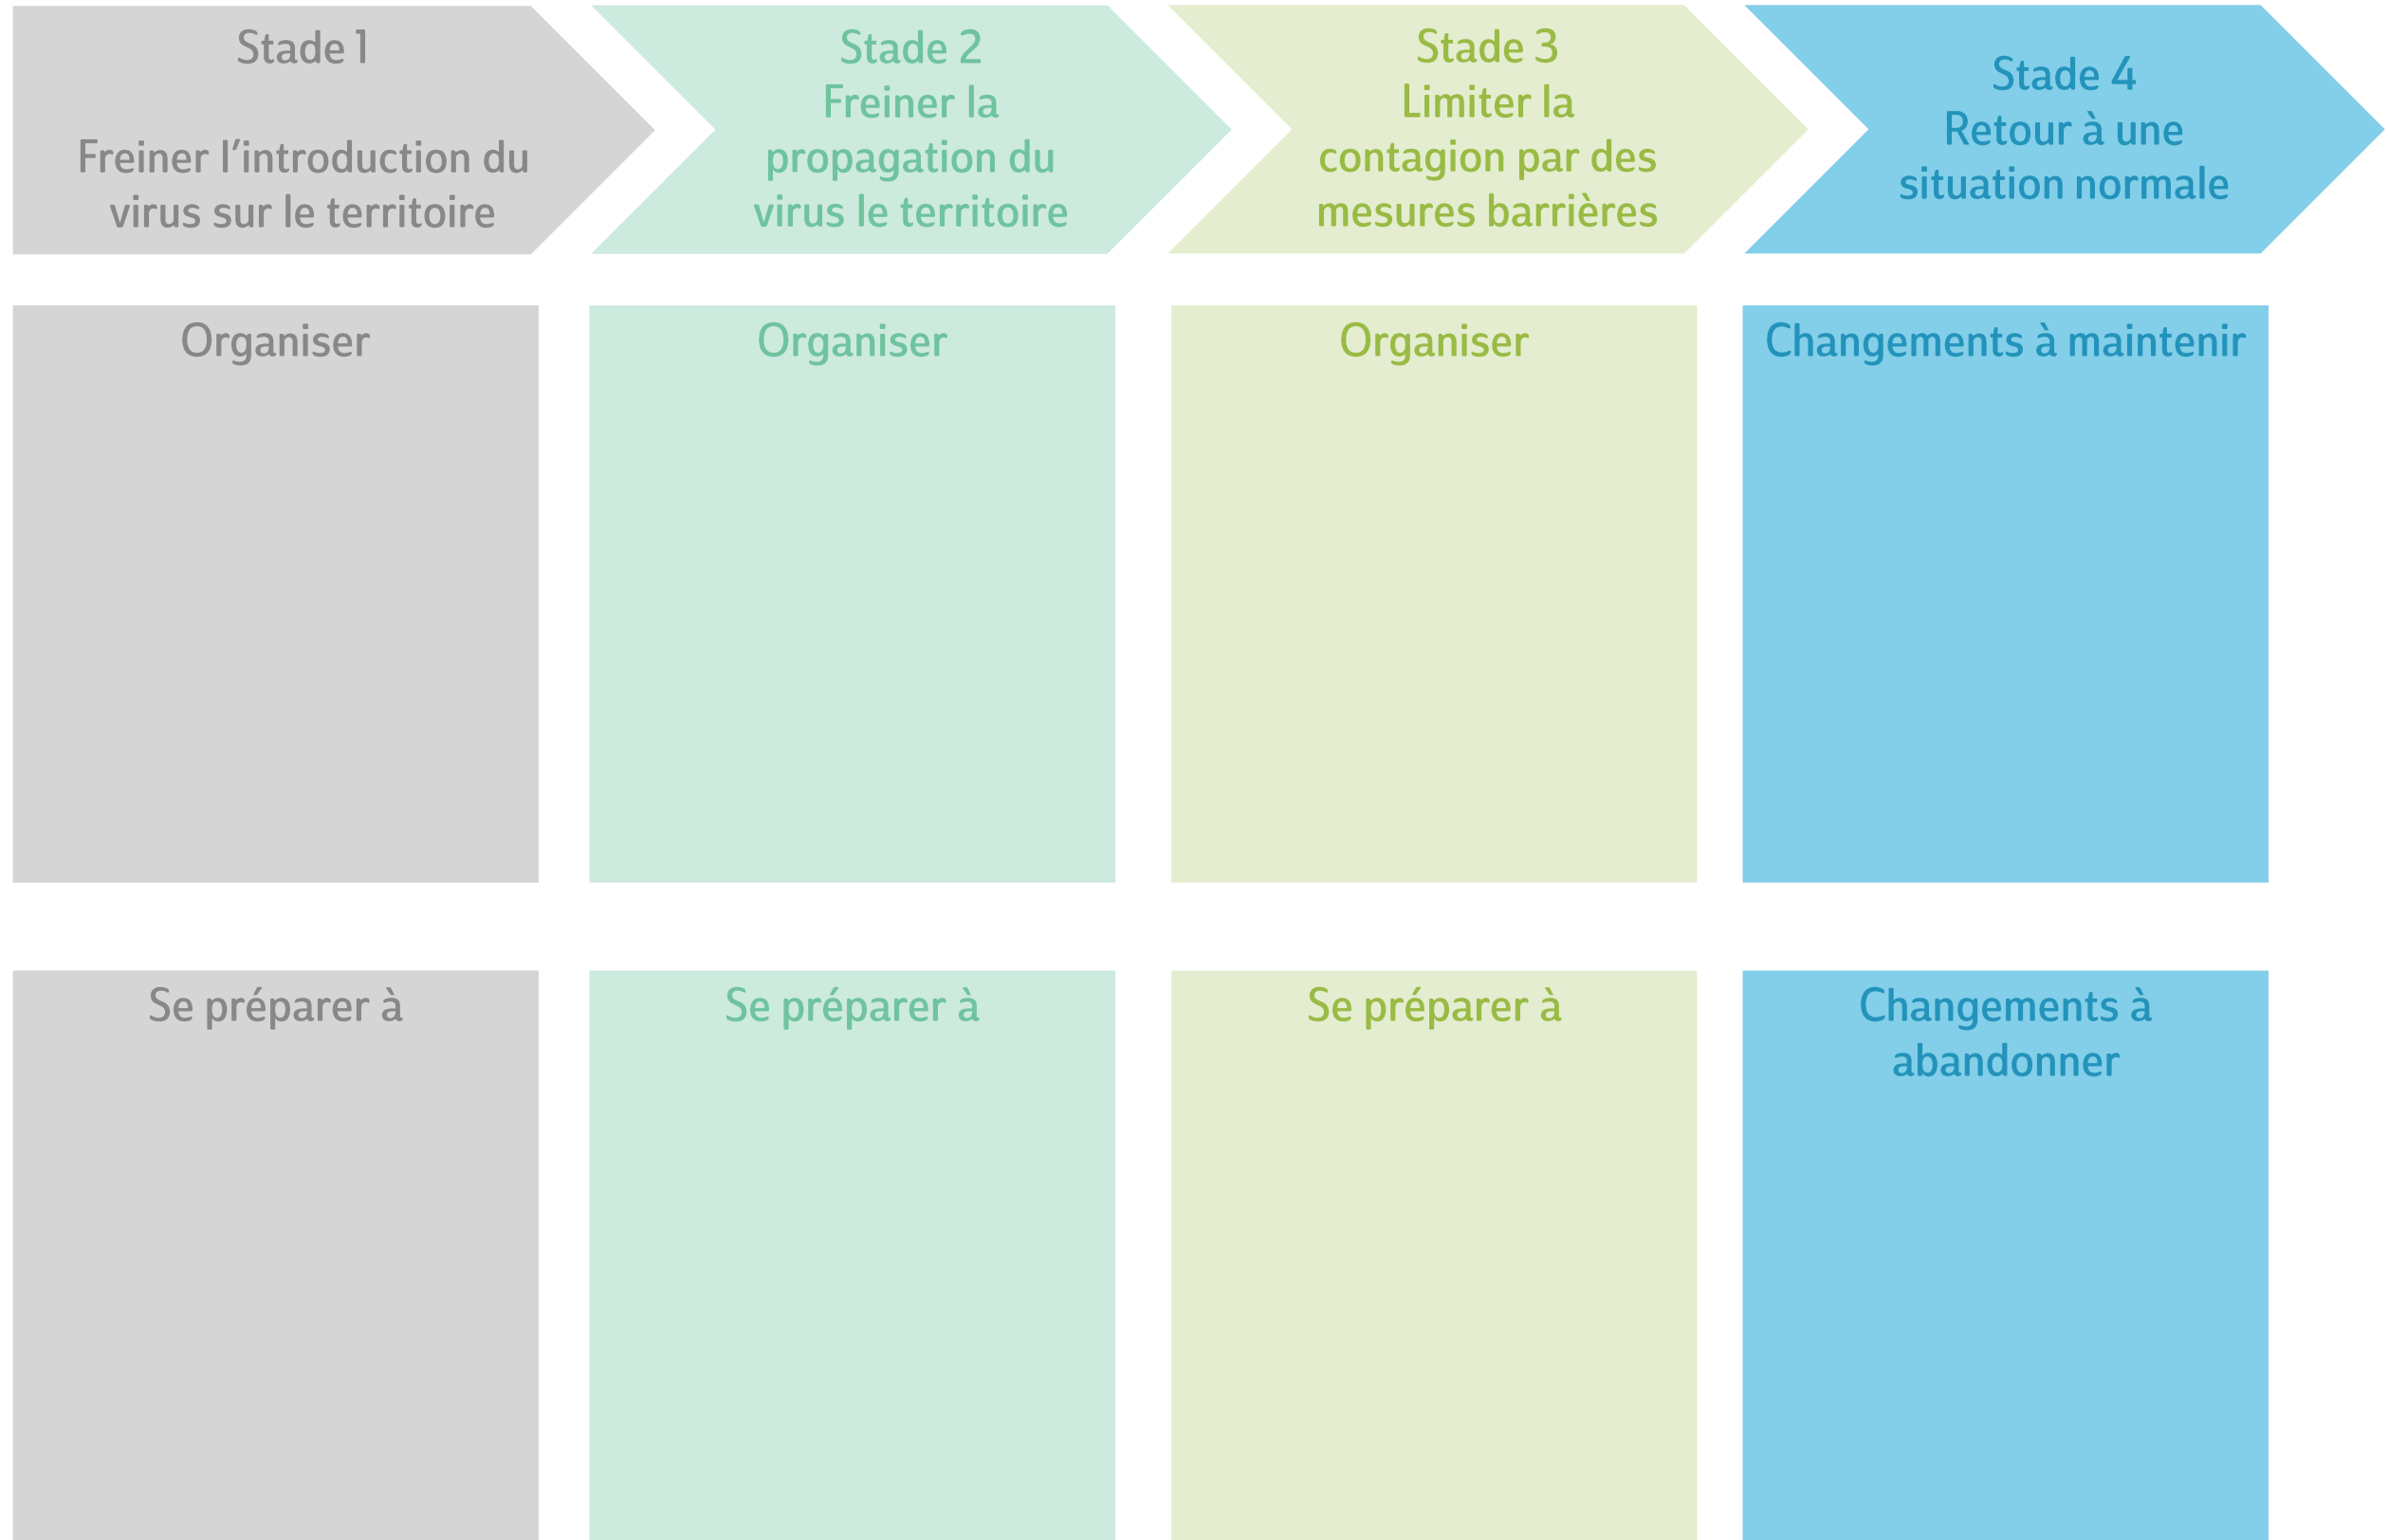 Stade 1
Freiner l'introduction du
virus sur le territoire
Stade 2
Freiner la
propagation du
virus le territoire
Stade 3
Limiter la
contagion par des
mesures barrières
Stade 4
Retour à une
situation normale
Organiser
Organiser
Organiser
Changements à maitenir
Se préparer à
Se préparer à
Se préparer à
Changements à
abandonner